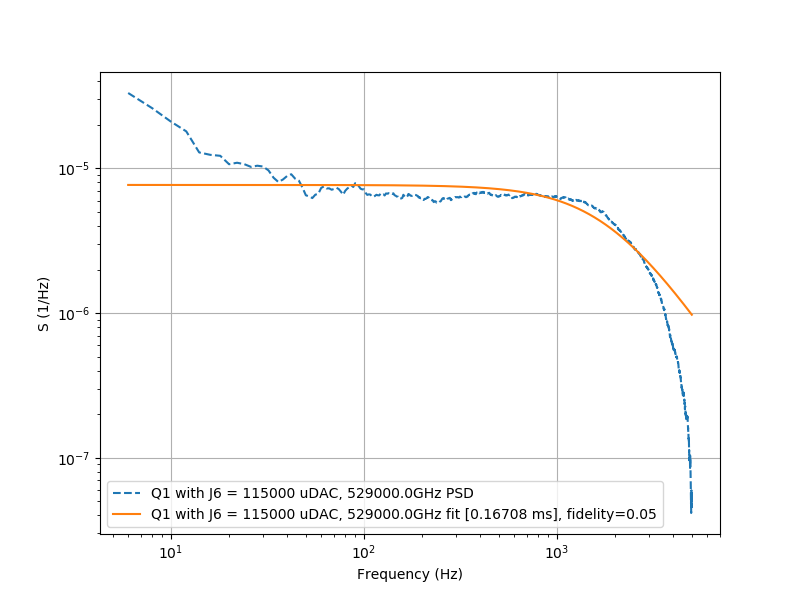 10⁻⁵
10⁻⁶
10⁻⁷
S (1/Hz)
Q1 with J6 = 115000 uDAC, 529000.0GHz PSD
Q1 with J6 = 115000 uDAC, 529000.0GHz fit [0.16708 ms], fidelity=0.05
10¹ 10² 10³
Frequency (Hz)